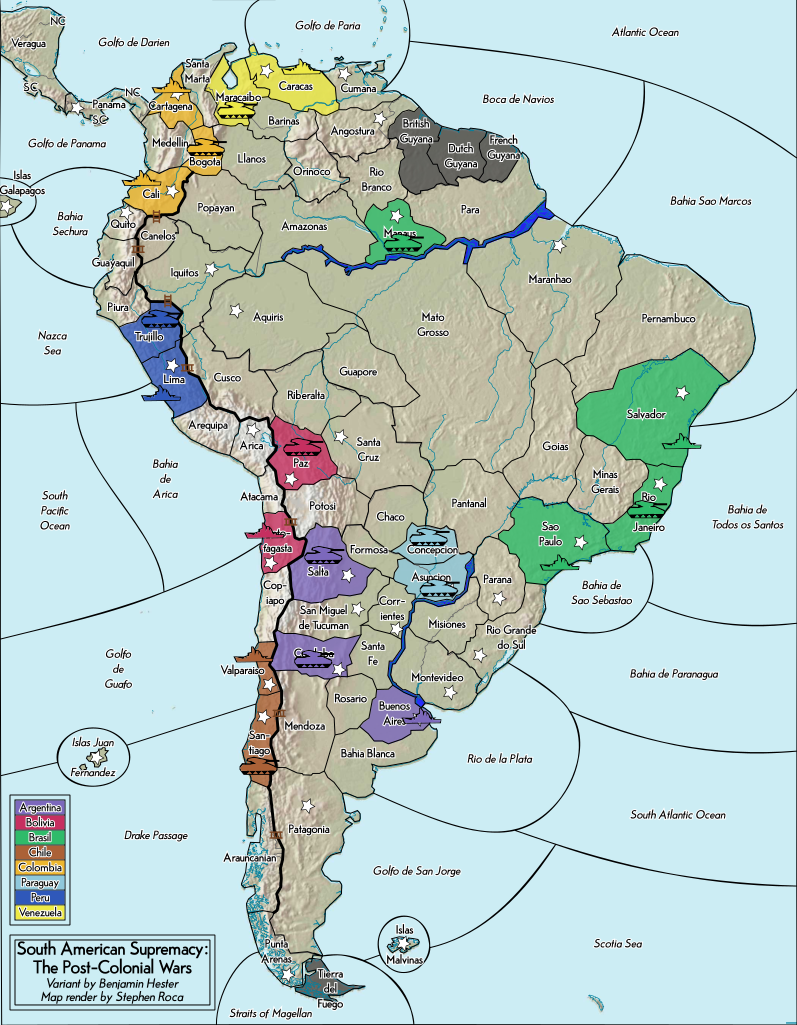 NC
Veragua
Golfo de Darien
Golfo de Paria
Atlantic Ocean
Santa
Marta
SC
NC
Panama
SC
Cartagena
Maracaibo
Caracas
Cumana
Boca de Navios
Golfo de Panama
Barinas
Angostura
British
Guyana
Dutch
Guyana
French
Guyana
Medellin
Bogota
Llanos
Orinoco
Rio
Branco
Islas
Galapagos
Cali
Bahia
Sechura
Quito
Canelos
Popayan
Amazonas
Manaus
Para
Bahia Sao Marcos
Guayaquil
Iquitos
Maranhao
Piura
Aquiris
Mato
Grosso
Pernambuco
Nazca
Sea
Trujillo
Lima
Cusco
Guapore
Riberalta
Arequipa
Arica
Paz
Santa
Cruz
Salvador
Goias
Minas
Gerais
Bahia
de
Arica
South
Pacific
Ocean
Atacama
Potosi
Pantanal
Rio
Janeiro
Bahia de
Todos os Santos
Chaco
Sao
Paulo
fagasta
Formosa
Concepcion
Salta
Asuncion
Parana
Bahia de
Sao Sebastao
Cop-
iapo
San Miguel
de Tucuman
Corr-
ientes
Misiones
Rio Grande
do Sul
Golfo
de
Guafo
Valparaiso
Santa
Fe
Montevideo
Bahia de Paranagua
Rosario
Buenos
Aires
San-
tiago
Mendoza
Bahia Blanca
Rio de la Plata
Islas Juan
Fernandez
South Atlantic Ocean
Drake Passage
Patagonia
Araucanian
Golfo de San Jorge
Argentina
Bolivia
Brasil
Chile
Colombia
Paraguay
Peru
Venezuela
Islas
Malvinas
Scotia Sea
Punta
Arenas
Tierra
del
Fuego
Straits of Magellan
South American Supremacy:
The Post-Colonial Wars
Variant by Benjamin Hester
Map render by Stephen Roca